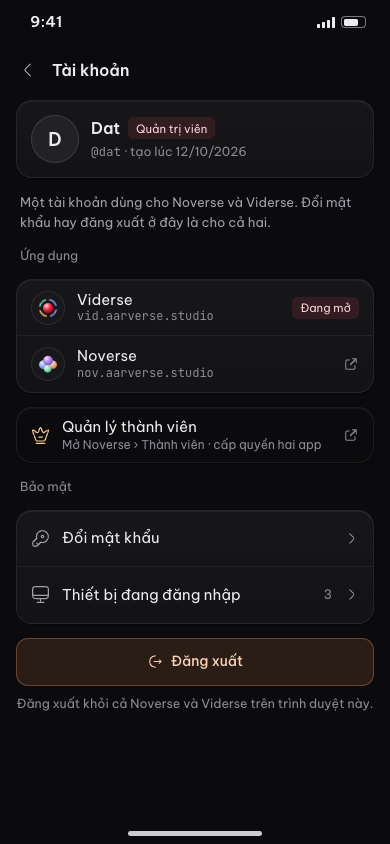 9:41
Tài khoản
D
Dat Quản trị viên
@dat · tạo lúc 12/10/2026
Một tài khoản dùng cho Noverse và Viderse. Đổi mật
khẩu hay đăng xuất ở đây là cho cả hai.
Ứng dụng
Viderse
vid.aarverse.studio
Đang mở
Noverse
nov.aarverse.studio
Quản lý thành viên
Mở Noverse › Thành viên · cấp quyền hai app
Bảo mật
Đổi mật khẩu
Thiết bị đang đăng nhập 3
Đăng xuất
Đăng xuất khỏi cả Noverse và Viderse trên trình duyệt này.